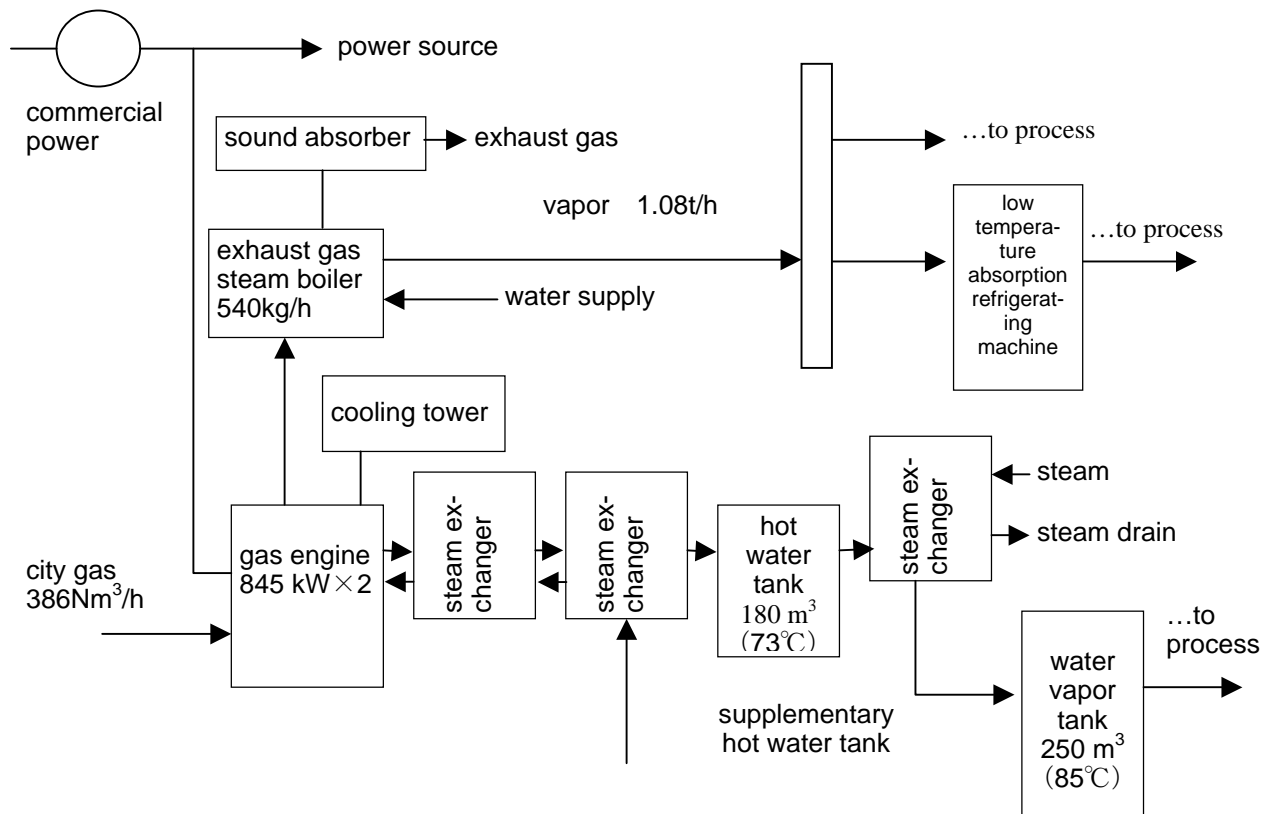 power source
commercial
power
sound absorber
exhaust gas
…to process
vapor 1.08t/h
low
tempera-
ture
absorption
refrigerat-
ing
machine
…to process
exhaust gas
steam boiler
540kg/h
water supply
cooling tower
steam ex-
changer
steam ex-
changer
hot
water
tank
180 m³
(73℃)
steam ex-
changer
steam
steam drain
gas engine
845 kW×2
city gas
386Nm³/h
supplementary
hot water tank
water
vapor
tank
250 m³
(85℃)
…to
process